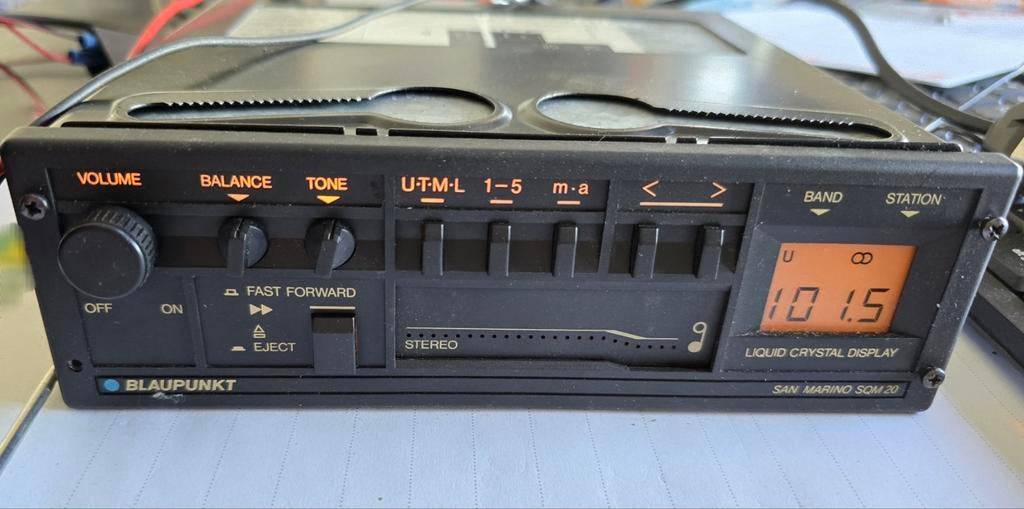 VOLUME
BALANCE
TONE
U·T·M·L
1-5
m·a
< >
BAND
STATION
U
101.5
OFF
ON
FAST FORWARD
EJECT
STEREO
LIQUID CRYSTAL DISPLAY
BLAUPUNKT
SAN MARINO SQM 20